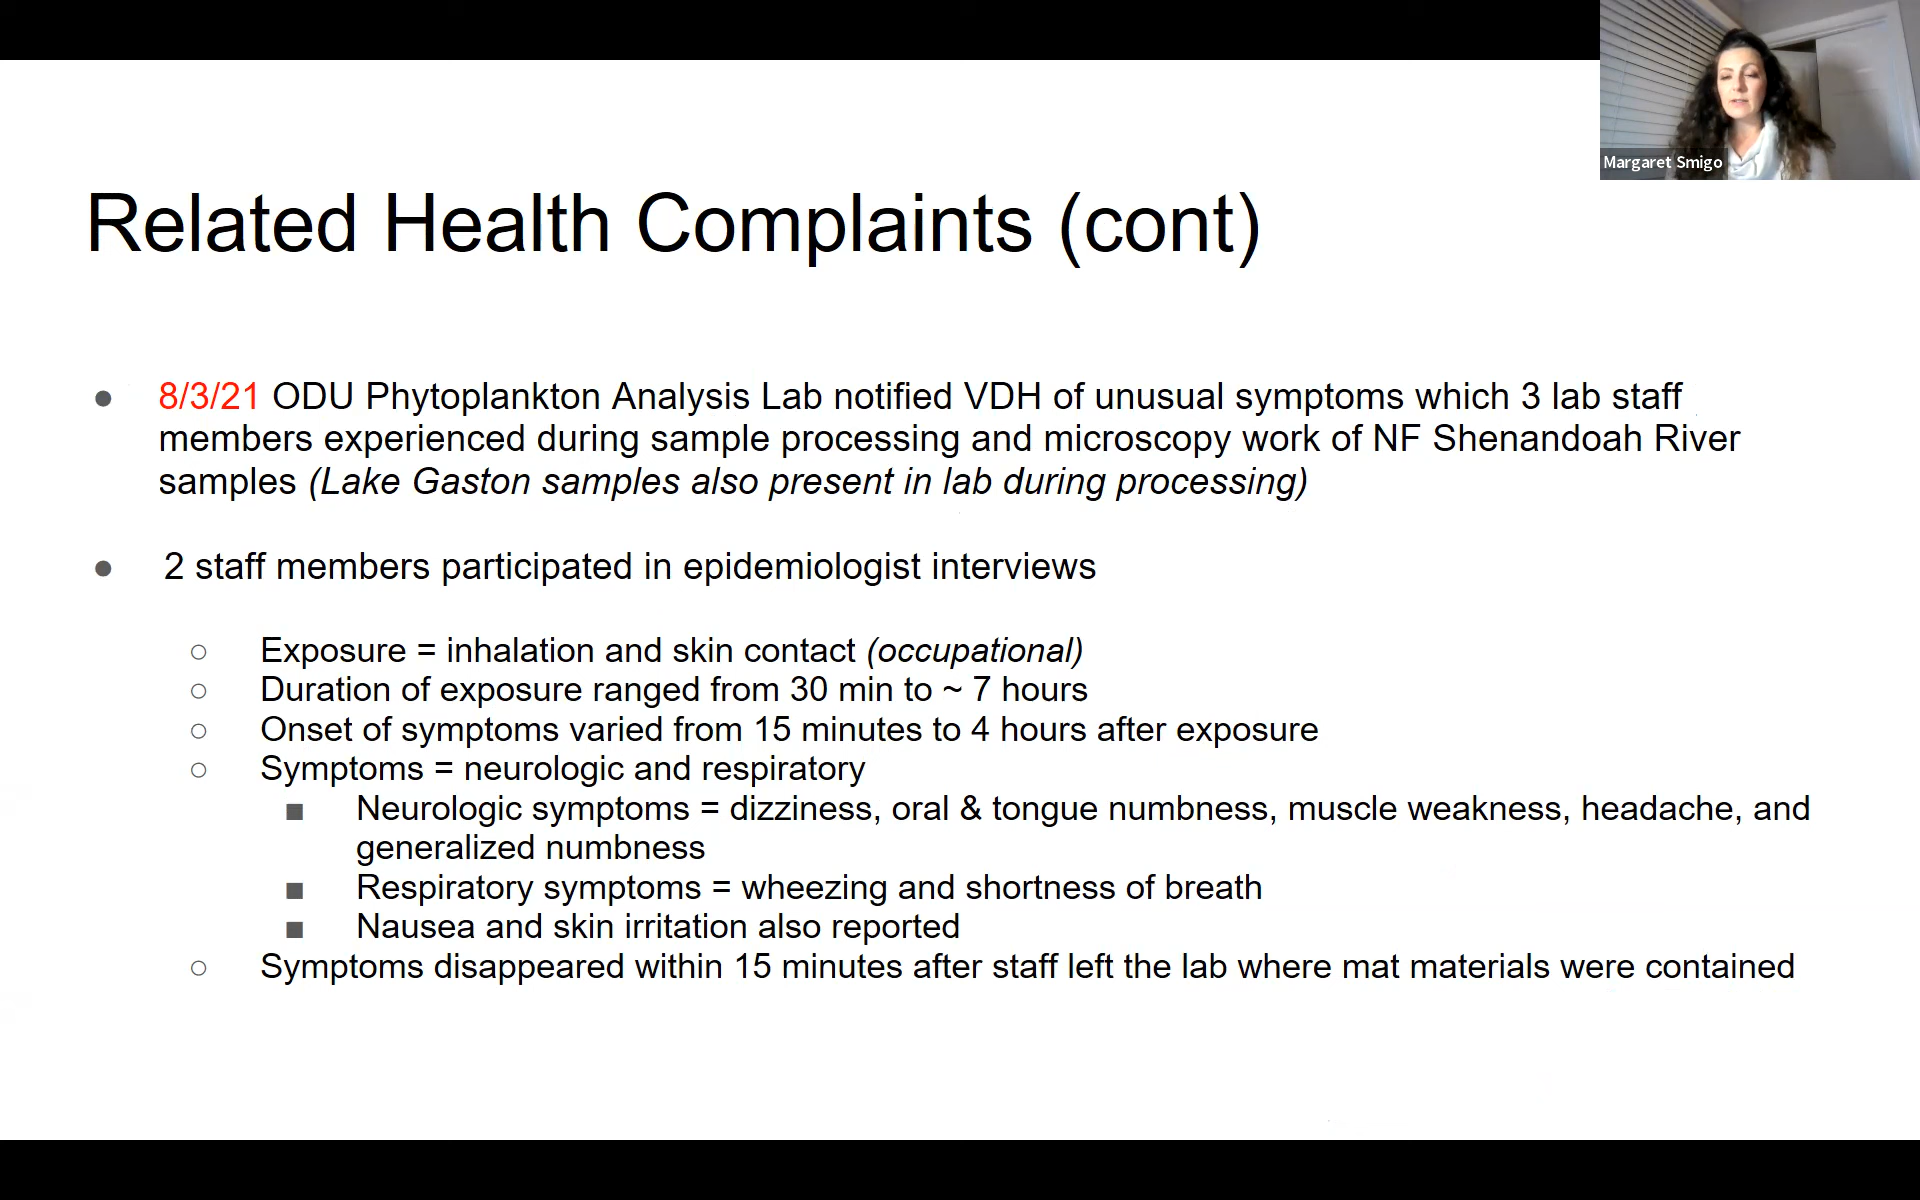 Margaret Smigo
Related Health Complaints (cont)
● 8/3/21 ODU Phytoplankton Analysis Lab notified VDH of unusual symptoms which 3 lab staff
members experienced during sample processing and microscopy work of NF Shenandoah River
samples (Lake Gaston samples also present in lab during processing)
● 2 staff members participated in epidemiologist interviews
○ Exposure = inhalation and skin contact (occupational)
○ Duration of exposure ranged from 30 min to ~ 7 hours
○ Onset of symptoms varied from 15 minutes to 4 hours after exposure
○ Symptoms = neurologic and respiratory
■ Neurologic symptoms = dizziness, oral & tongue numbness, muscle weakness, headache, and
generalized numbness
■ Respiratory symptoms = wheezing and shortness of breath
■ Nausea and skin irritation also reported
○ Symptoms disappeared within 15 minutes after staff left the lab where mat materials were contained